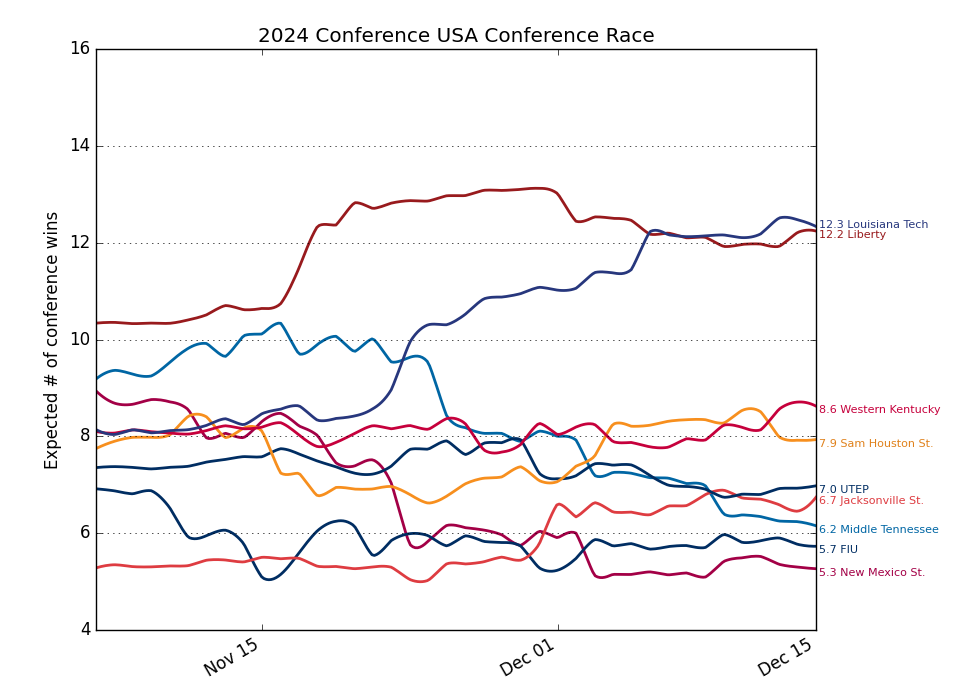 2024 Conference USA Conference Race
Expected # of conference wins
16
14
12
10
8
6
4
Nov 15
Dec 01
Dec 15
12.3 Louisiana Tech
12.2 Liberty
8.6 Western Kentucky
7.9 Sam Houston St.
7.0 UTEP
6.7 Jacksonville St.
6.2 Middle Tennessee
5.7 FIU
5.3 New Mexico St.